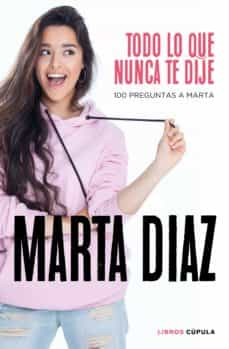 TODO LO QUE
NUNCA TE DIJE
100 PREGUNTAS A MARTA
MARTA DIAZ
LIBROS CÚPULA